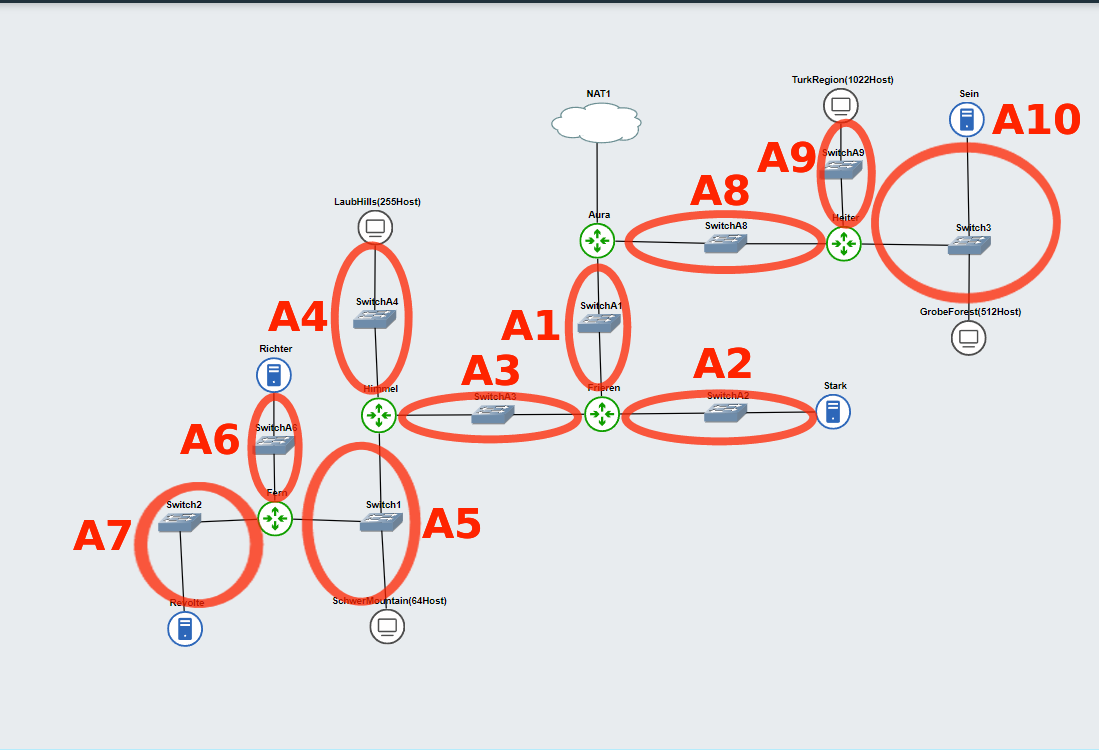 TurkRegion(1022Host)
NAT1
Sein
A10
SwitchA9
A9
A8
LaubHills(255Host)
Aura
Heiter
SwitchA8
Switch3
SwitchA4
A4
SwitchA1
A1
GrobeForest(512Host)
Richter
A3
A2
Himmel
Frieren
SwitchA3
SwitchA2
Stark
SwitchA6
A6
Fern
Switch2
Switch1
A7
A5
Revolte
SchwerMountain(64Host)